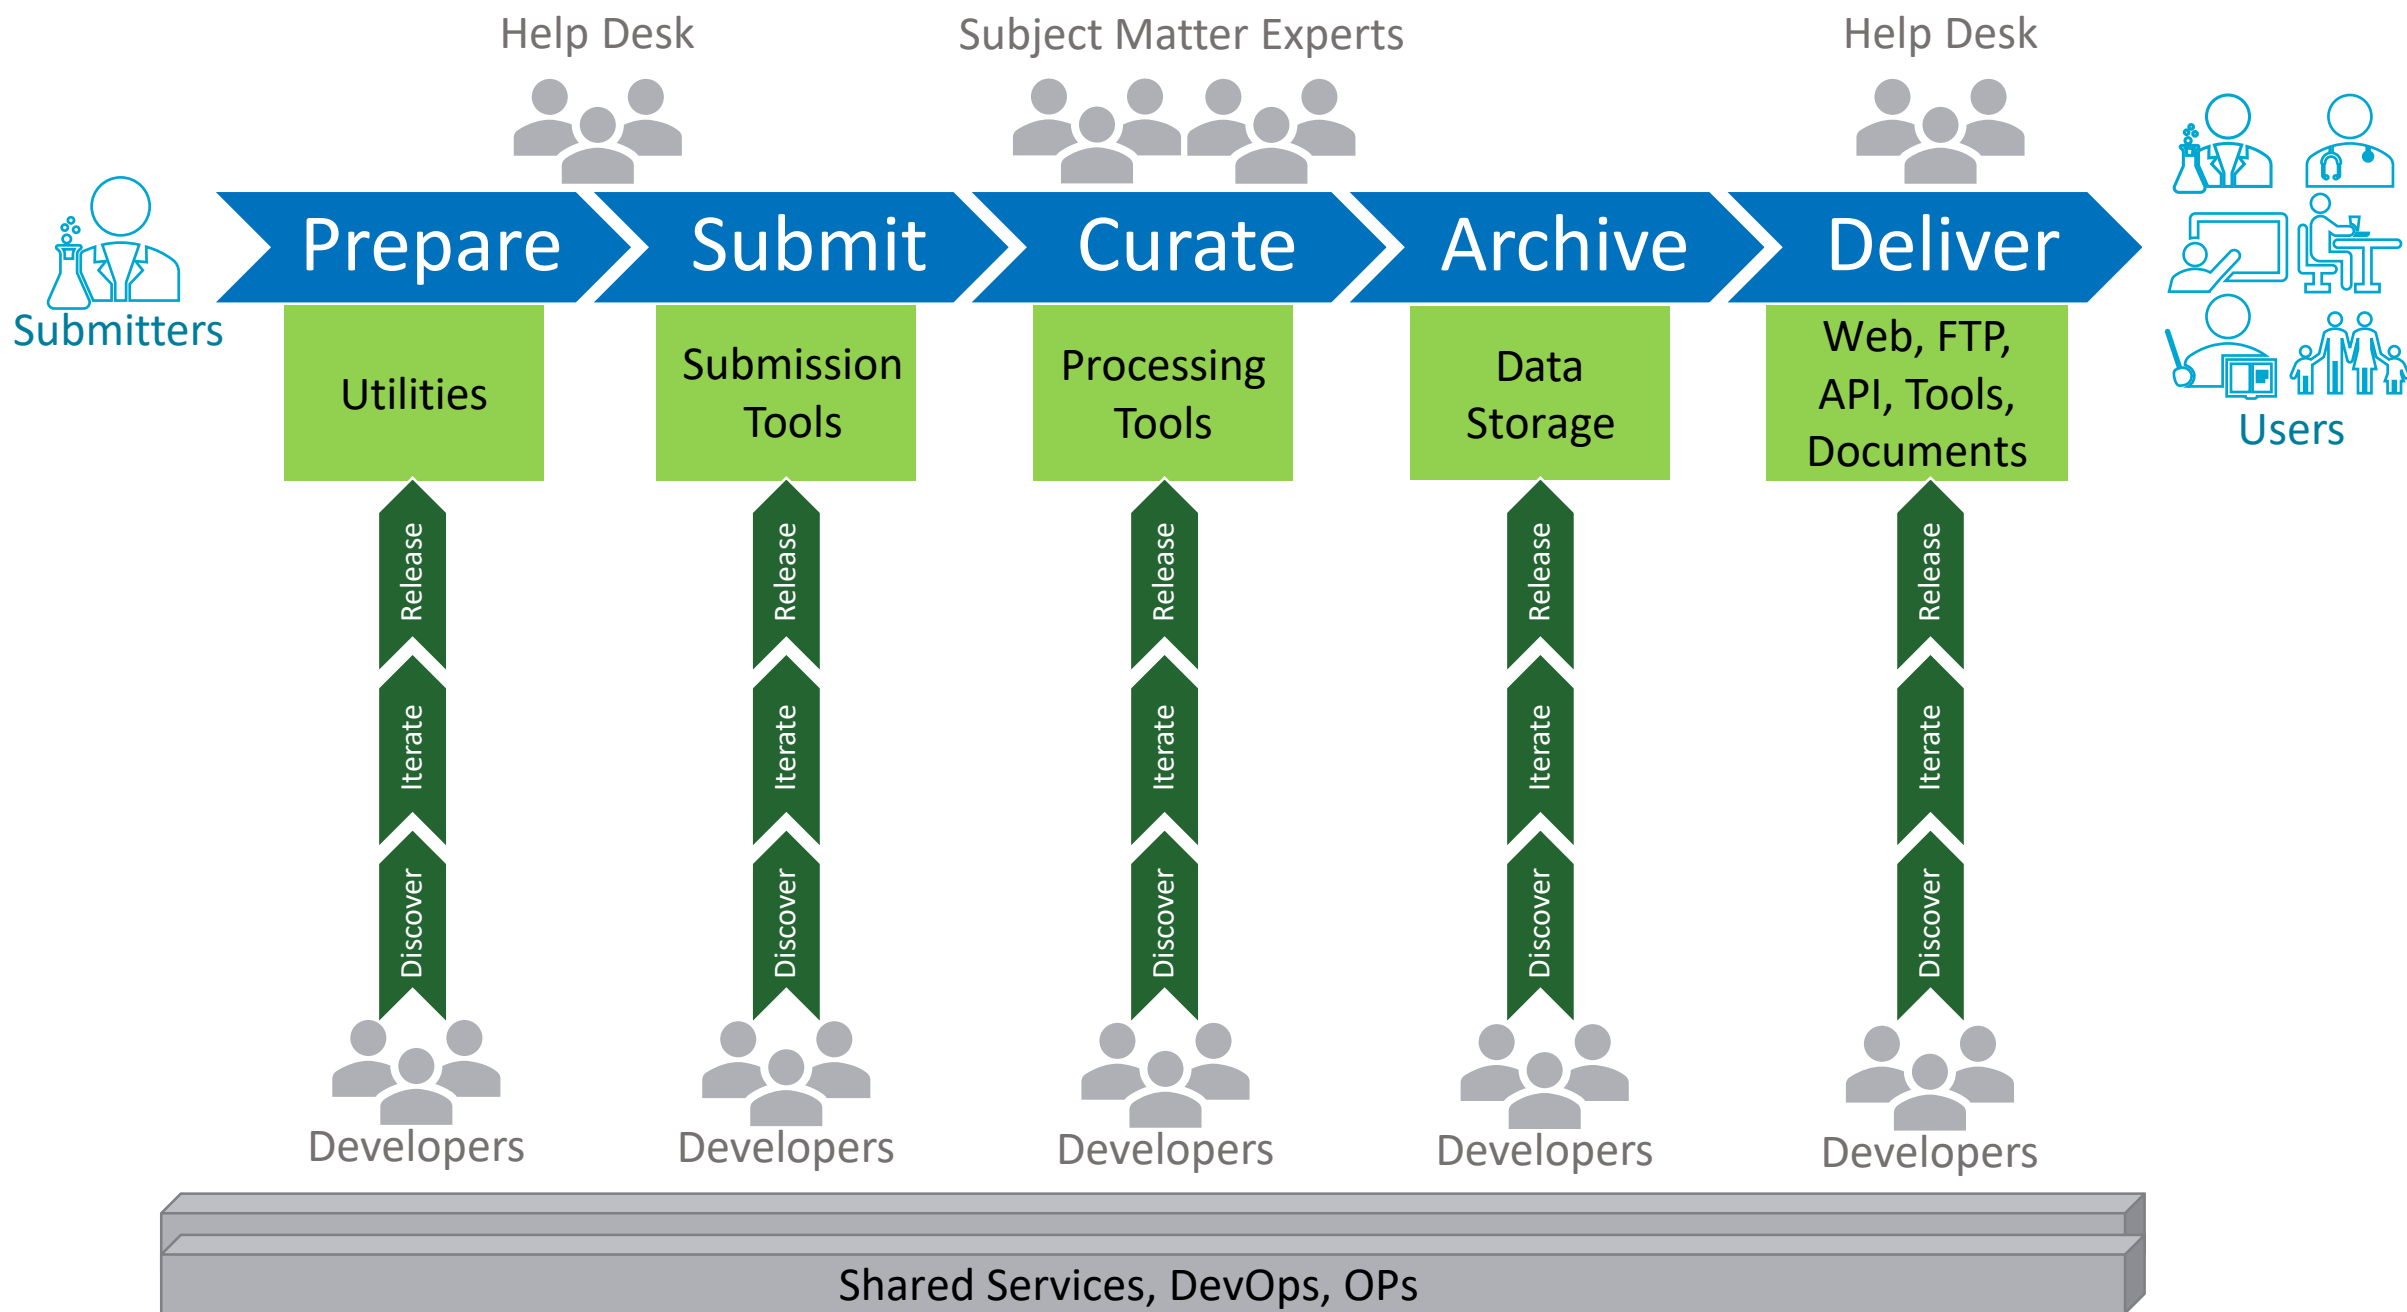 Help Desk
Subject Matter Experts
Help Desk
Prepare
Submit
Curate
Archive
Deliver
Submitters
Users
Utilities
Submission
Tools
Processing
Tools
Data
Storage
Web, FTP,
API, Tools,
Documents
Release
Release
Release
Release
Release
Iterate
Iterate
Iterate
Iterate
Iterate
Discover
Discover
Discover
Discover
Discover
Developers
Developers
Developers
Developers
Developers
Shared Services, DevOps, OPs